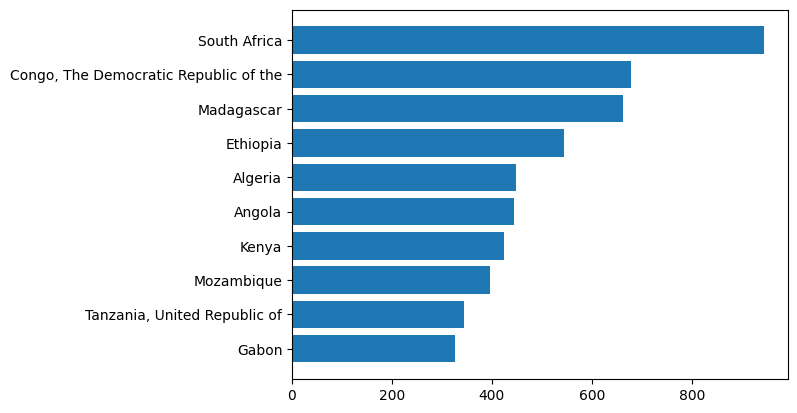 South Africa
Congo, The Democratic Republic of the
Madagascar
Ethiopia
Algeria
Angola
Kenya
Mozambique
Tanzania, United Republic of
Gabon
0 200 400 600 800